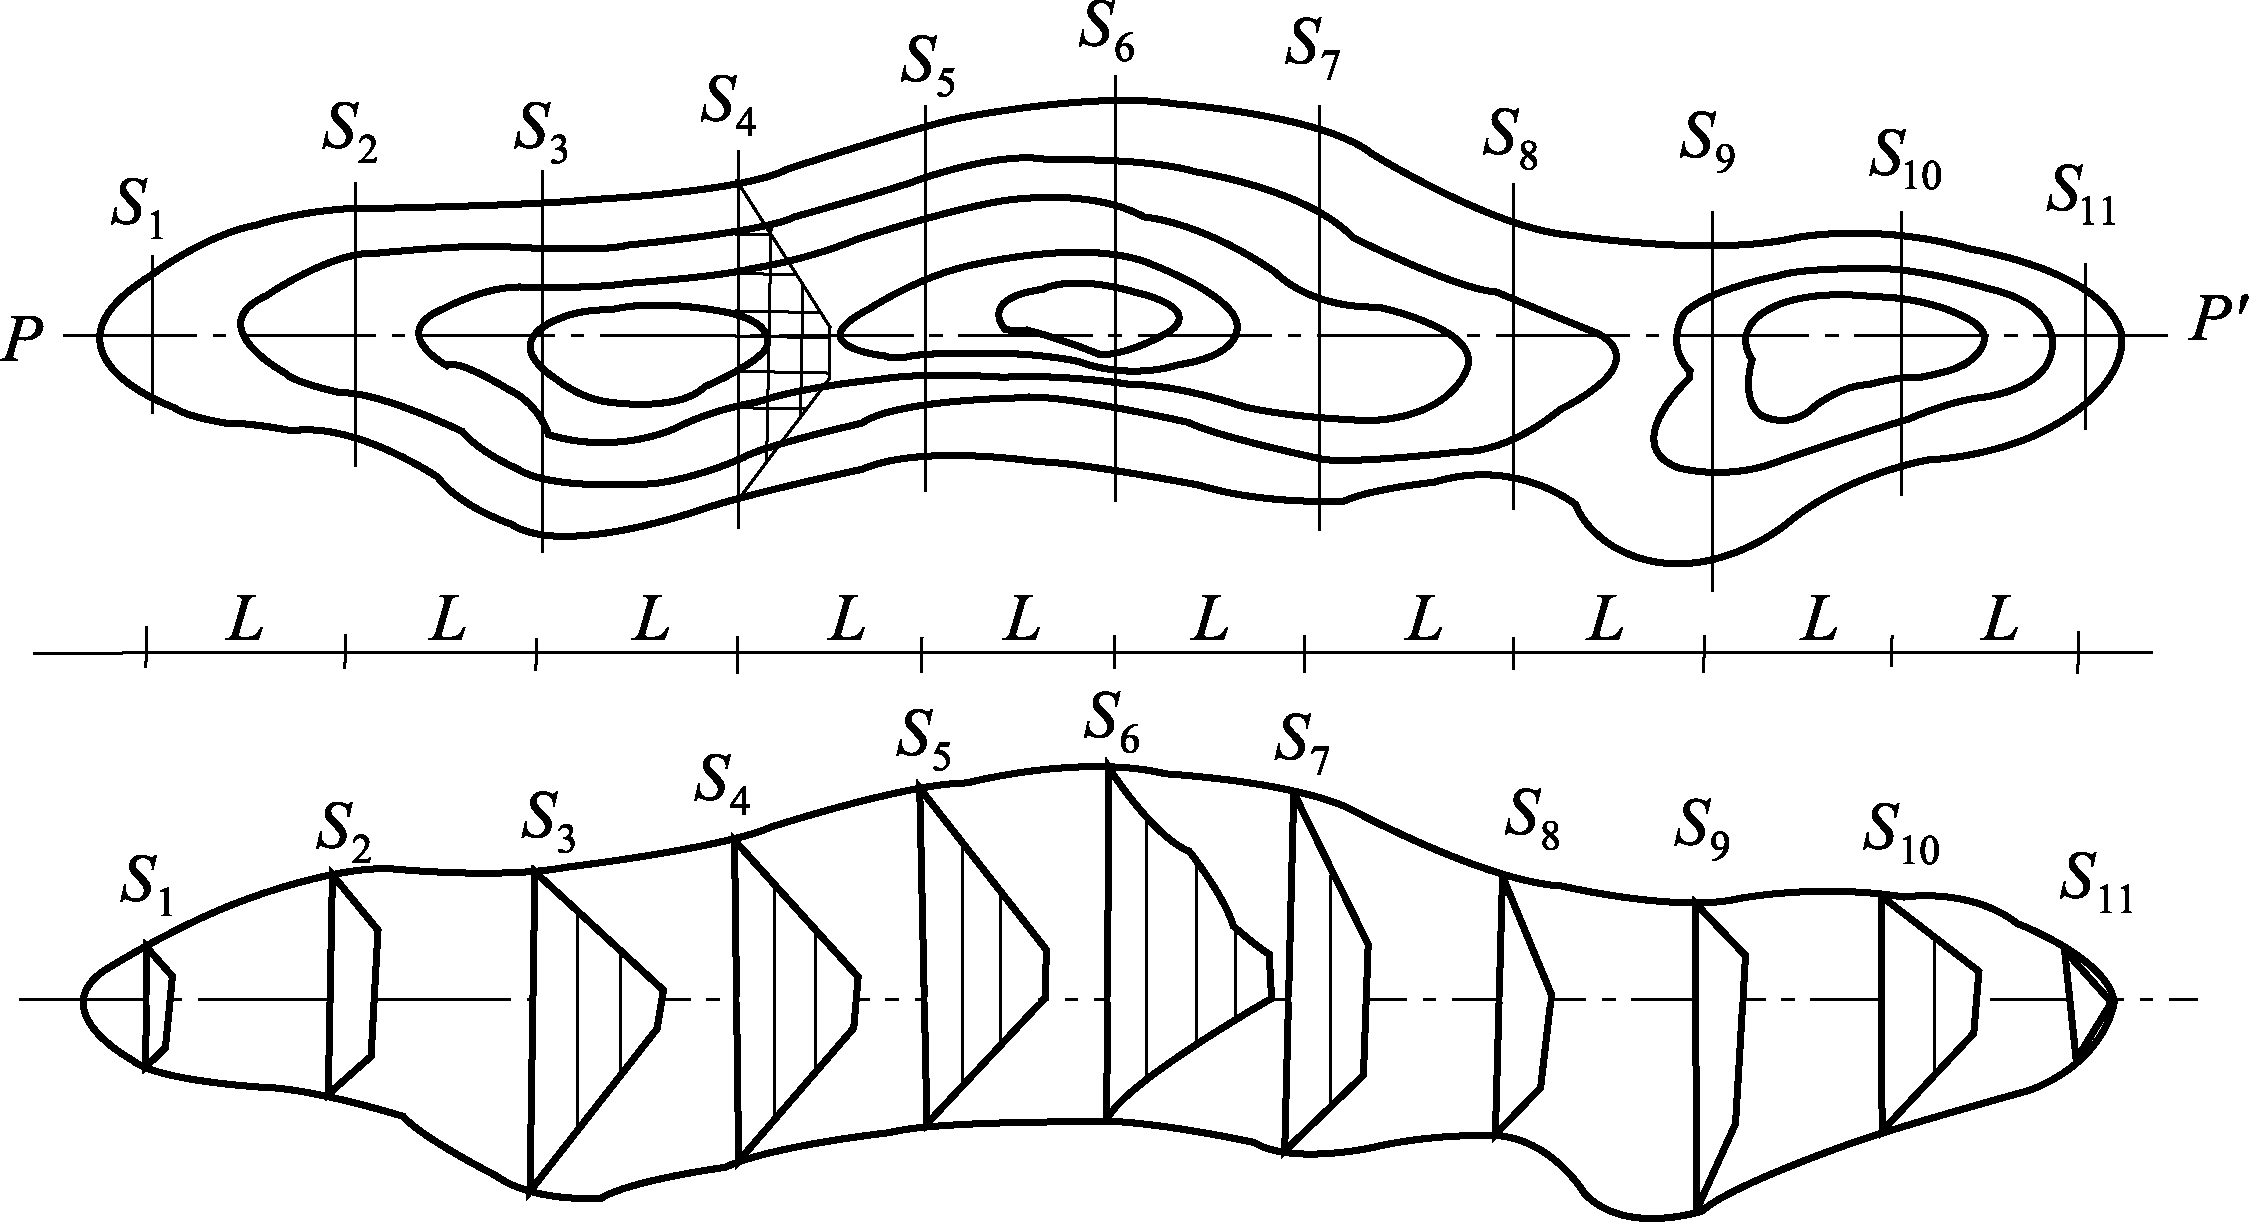 S1 S2 S3 S4 S5 S6 S7 S8 S9 S10 S11
P P'
L L L L L L L L L L
S1 S2 S3 S4 S5 S6 S7 S8 S9 S10 S11